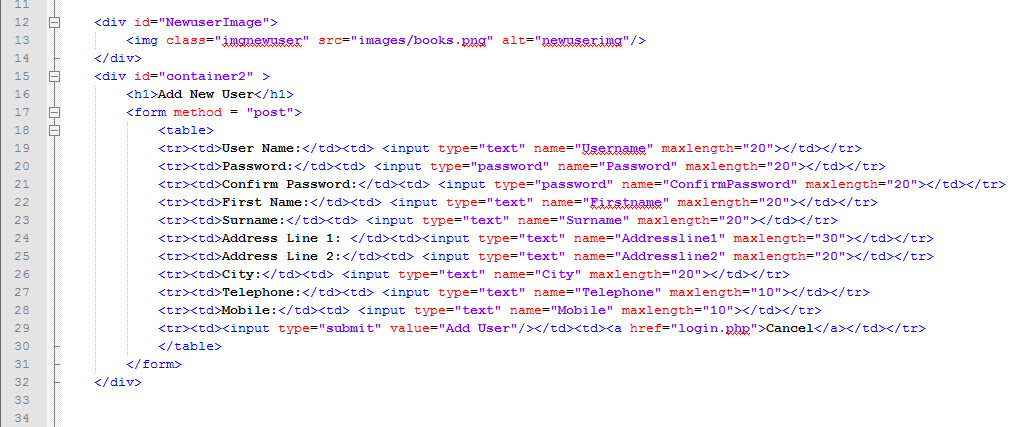 11
12 <div id="NewuserImage">
13 <img class="imgnewuser" src="images/books.png" alt="newuserimg"/>
14 </div>
15 <div id="container2" >
16 <h1>Add New User</h1>
17 <form method = "post">
18 <table>
19 <tr><td>User Name:</td><td> <input type="text" name="Username" maxlength="20"></td></tr>
20 <tr><td>Password:</td><td> <input type="password" name="Password" maxlength="20"></td></tr>
21 <tr><td>Confirm Password:</td><td> <input type="password" name="ConfirmPassword" maxlength="20"></td></tr>
22 <tr><td>First Name:</td><td> <input type="text" name="Firstname" maxlength="20"></td></tr>
23 <tr><td>Surname:</td><td> <input type="text" name="Surname" maxlength="20"></td></tr>
24 <tr><td>Address Line 1: </td><td><input type="text" name="Addressline1" maxlength="30"></td></tr>
25 <tr><td>Address Line 2:</td><td> <input type="text" name="Addressline2" maxlength="20"></td></tr>
26 <tr><td>City:</td><td> <input type="text" name="City" maxlength="20"></td></tr>
27 <tr><td>Telephone:</td><td> <input type="text" name="Telephone" maxlength="10"></td></tr>
28 <tr><td>Mobile:</td><td> <input type="text" name="Mobile" maxlength="10"></td></tr>
29 <tr><td><input type="submit" value="Add User"/></td><td><a href="login.php">Cancel</a></td></tr>
30 </table>
31 </form>
32 </div>
33
34